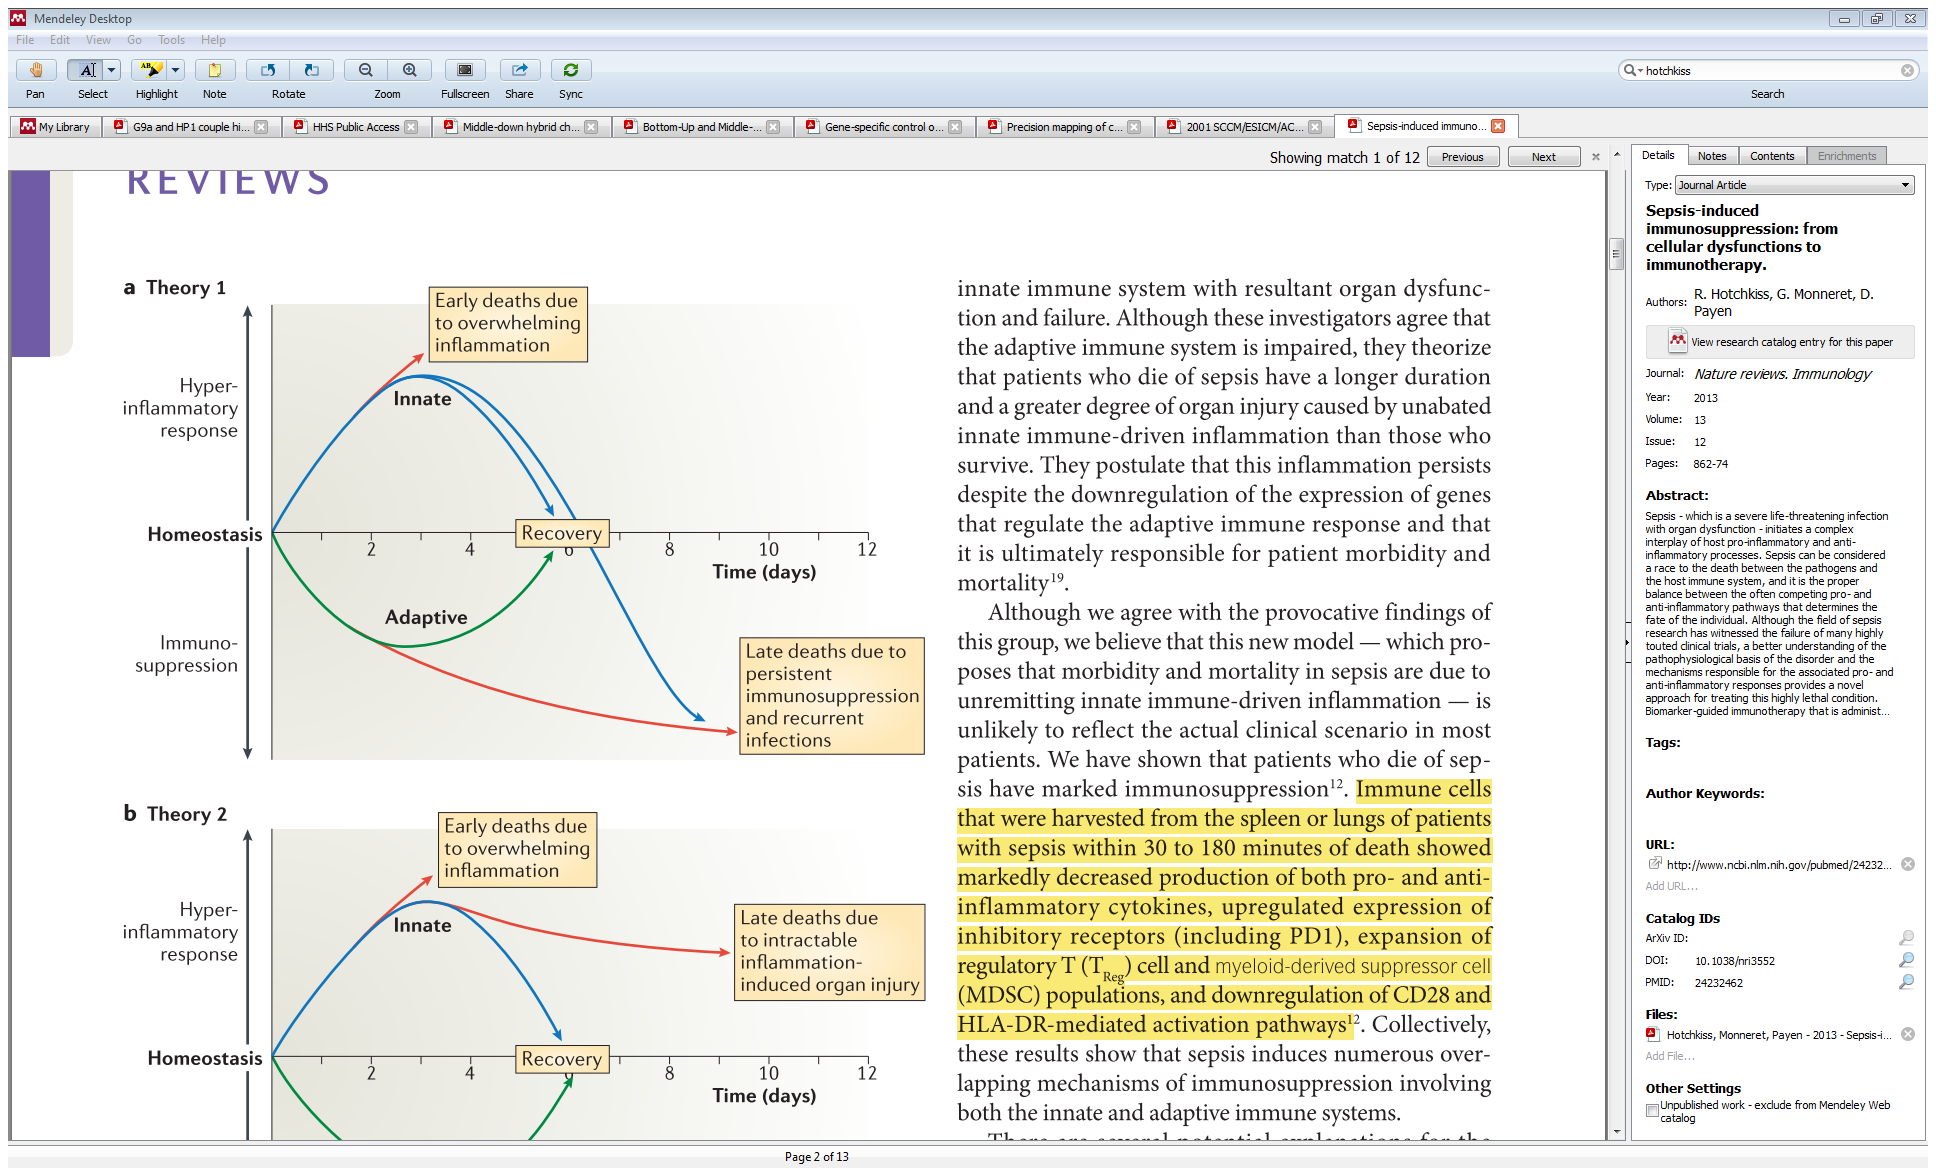 Mendeley Desktop
File Edit View Go Tools Help
Pan Select Highlight Note Rotate Zoom Fullscreen Share Sync
hotchkiss
Search
My Library G9a and HP1 couple hi... HHS Public Access Middle-down hybrid ch... Bottom-Up and Middle-... Gene-specific control o... Precision mapping of c... 2001 SCCM/ESICM/AC... Sepsis-induced immuno...
Showing match 1 of 12 Previous Next
REVIEWS
a Theory 1
Early deaths due
to overwhelming
inflammation
Hyper-
inflammatory
response
Innate
Homeostasis
Recovery
2 4 6 8 10 12
Time (days)
Adaptive
Immuno-
suppression
Late deaths due to
persistent
immunosuppression
and recurrent
infections
b Theory 2
Early deaths due
to overwhelming
inflammation
Hyper-
inflammatory
response
Innate
Late deaths due
to intractable
inflammation-
induced organ injury
Homeostasis
Recovery
2 4 6 8 10 12
Time (days)
innate immune system with resultant organ dysfunc-
tion and failure. Although these investigators agree that
the adaptive immune system is impaired, they theorize
that patients who die of sepsis have a longer duration
and a greater degree of organ injury caused by unabated
innate immune-driven inflammation than those who
survive. They postulate that this inflammation persists
despite the downregulation of the expression of genes
that regulate the adaptive immune response and that
it is ultimately responsible for patient morbidity and
mortality19.
Although we agree with the provocative findings of
this group, we believe that this new model — which pro-
poses that morbidity and mortality in sepsis are due to
unremitting innate immune-driven inflammation — is
unlikely to reflect the actual clinical scenario in most
patients. We have shown that patients who die of sep-
sis have marked immunosuppression12. Immune cells
that were harvested from the spleen or lungs of patients
with sepsis within 30 to 180 minutes of death showed
markedly decreased production of both pro- and anti-
inflammatory cytokines, upregulated expression of
inhibitory receptors (including PD1), expansion of
regulatory T (TReg) cell and myeloid-derived suppressor cell
(MDSC) populations, and downregulation of CD28 and
HLA-DR-mediated activation pathways12. Collectively,
these results show that sepsis induces numerous over-
lapping mechanisms of immunosuppression involving
both the innate and adaptive immune systems.
There are several potential explanations for the
Details Notes Contents Enrichments
Type: Journal Article
Sepsis-induced
immunosuppression: from
cellular dysfunctions to
immunotherapy.
Authors: R. Hotchkiss, G. Monneret, D.
Payen
View research catalog entry for this paper
Journal: Nature reviews. Immunology
Year: 2013
Volume: 13
Issue: 12
Pages: 862-74
Abstract:
Sepsis - which is a severe life-threatening infection
with organ dysfunction - initiates a complex
interplay of host pro-inflammatory and anti-
inflammatory processes. Sepsis can be considered
a race to the death between the pathogens and
the host immune system, and it is the proper
balance between the often competing pro- and
anti-inflammatory pathways that determines the
fate of the individual. Although the field of sepsis
research has witnessed the failure of many highly
touted clinical trials, a better understanding of the
pathophysiological basis of the disorder and the
mechanisms responsible for the associated pro- and
anti-inflammatory responses provides a novel
approach for treating this highly lethal condition.
Biomarker-guided immunotherapy that is administ...
Tags:
Author Keywords:
URL:
http://www.ncbi.nlm.nih.gov/pubmed/24232...
Add URL...
Catalog IDs
ArXiv ID:
DOI: 10.1038/nri3552
PMID: 24232462
Files:
Hotchkiss, Monneret, Payen - 2013 - Sepsis-i...
Add File...
Other Settings
Unpublished work - exclude from Mendeley Web
catalog
Page 2 of 13